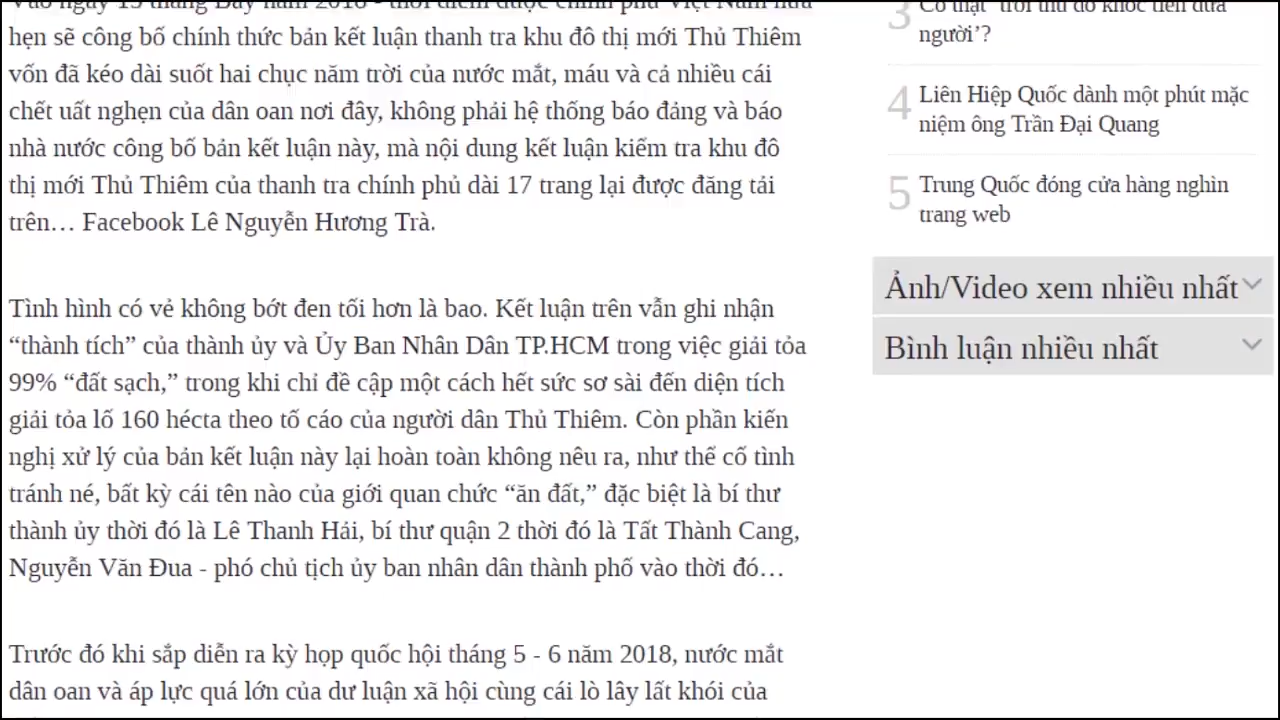 hẹn sẽ công bố chính thức bản kết luận thanh tra khu đô thị mới Thủ Thiêm
vốn đã kéo dài suốt hai chục năm trời của nước mắt, máu và cả nhiều cái
chết uất nghẹn của dân oan nơi đây, không phải hệ thống báo đảng và báo
nhà nước công bố bản kết luận này, mà nội dung kết luận kiểm tra khu đô
thị mới Thủ Thiêm của thanh tra chính phủ dài 17 trang lại được đăng tải
trên… Facebook Lê Nguyễn Hương Trà.
Tình hình có vẻ không bớt đen tối hơn là bao. Kết luận trên vẫn ghi nhận
“thành tích” của thành ủy và Ủy Ban Nhân Dân TP.HCM trong việc giải tỏa
99% “đất sạch,” trong khi chỉ đề cập một cách hết sức sơ sài đến diện tích
giải tỏa lố 160 hécta theo tố cáo của người dân Thủ Thiêm. Còn phần kiến
nghị xử lý của bản kết luận này lại hoàn toàn không nêu ra, như thể cố tình
tránh né, bất kỳ cái tên nào của giới quan chức “ăn đất,” đặc biệt là bí thư
thành ủy thời đó là Lê Thanh Hải, bí thư quận 2 thời đó là Tất Thành Cang,
Nguyễn Văn Đua - phó chủ tịch ủy ban nhân dân thành phố vào thời đó…
Trước đó khi sắp diễn ra kỳ họp quốc hội tháng 5 - 6 năm 2018, nước mắt
dân oan và áp lực quá lớn của dư luận xã hội cùng cái lò lây lất khói của
3
người’?
4 Liên Hiệp Quốc dành một phút mặc
niệm ông Trần Đại Quang
5 Trung Quốc đóng cửa hàng nghìn
trang web
Ảnh/Video xem nhiều nhất
Bình luận nhiều nhất